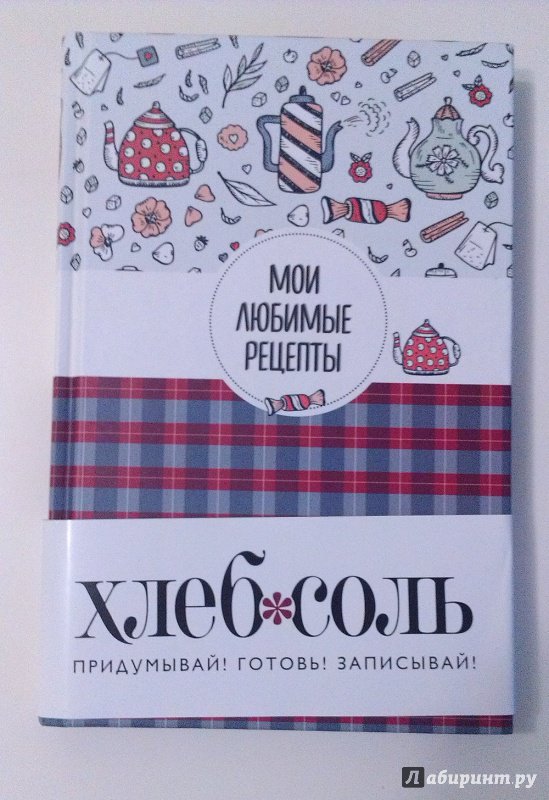 МОИ
ЛЮБИМЫЕ
РЕЦЕПТЫ
хлеб*соль
ПРИДУМЫВАЙ! ГОТОВЬ! ЗАПИСЫВАЙ!
Лабиринт.ру